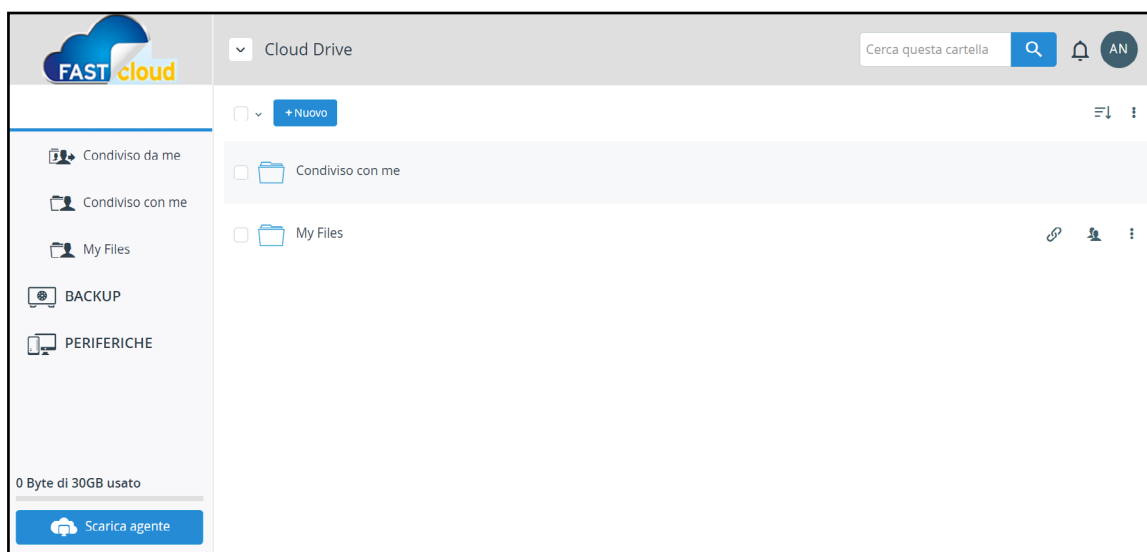 FAST cloud
Cloud Drive
Cerca questa cartella
AN
+Nuovo
Condiviso da me
Condiviso con me
My Files
BACKUP
PERIFERICHE
0 Byte di 30GB usato
Scarica agente
Condiviso con me
My Files